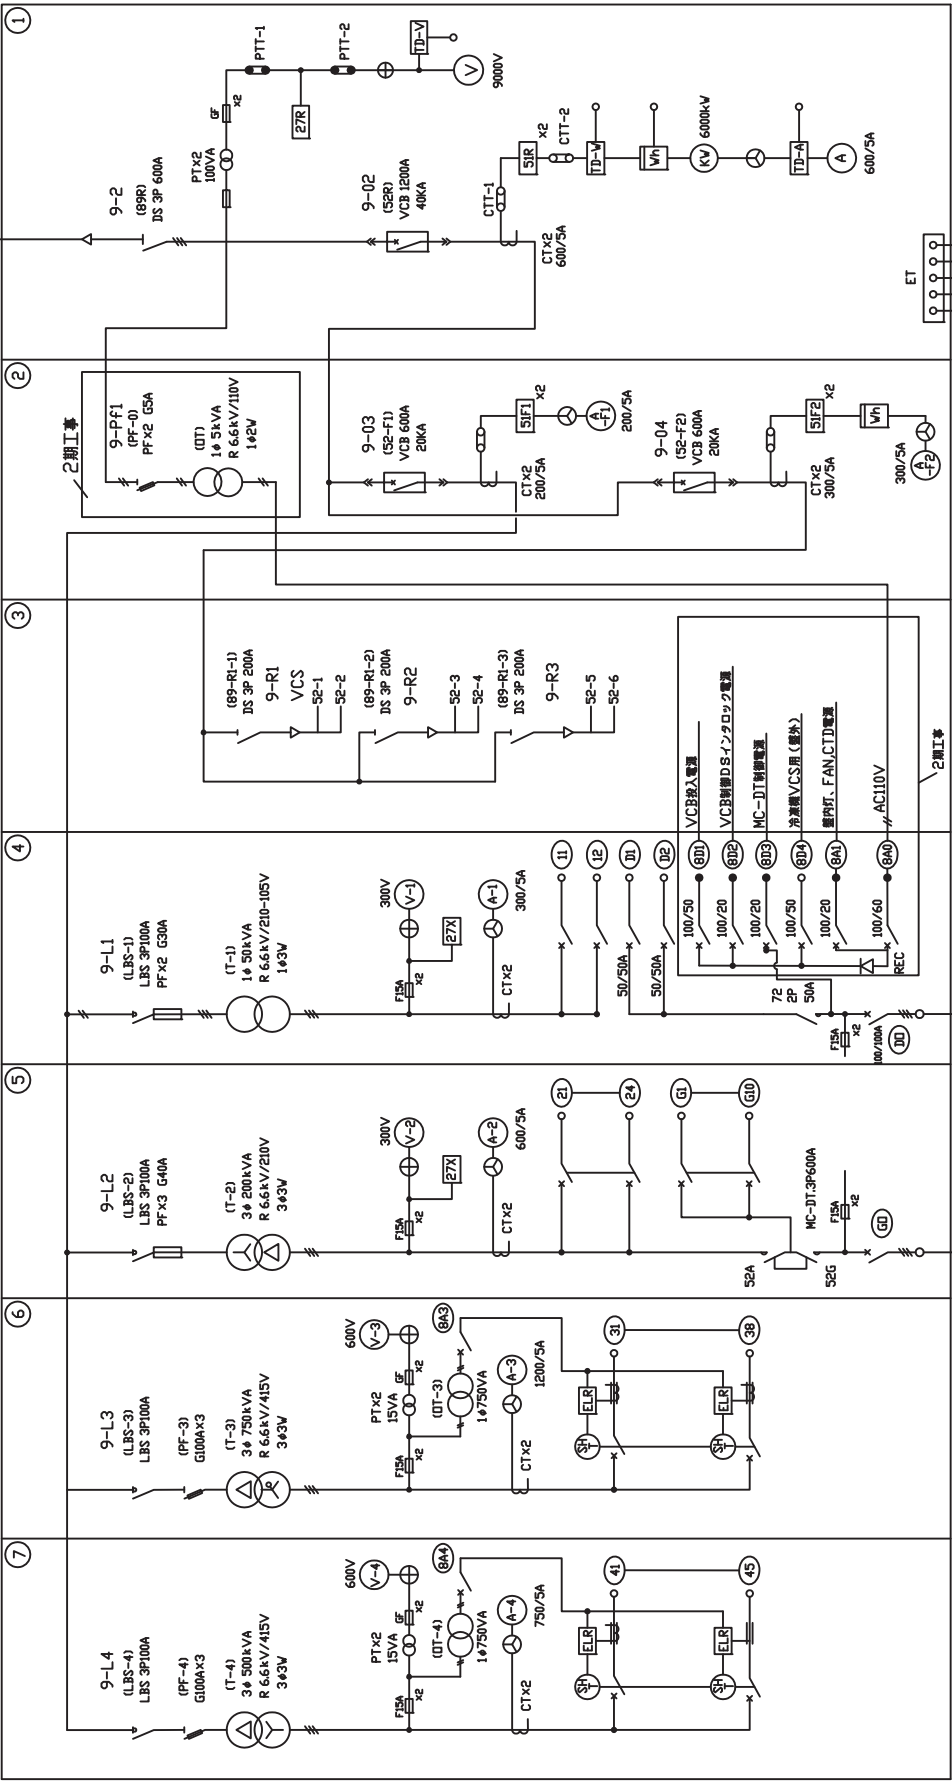 1
9-2
(89R)
DS 3P 600A
PT×2
100VA
GF
×2
PTT-1
27R
PTT-2
TD-V
V
9000V
9-02
(52R)
VCB 1200A
40KA
CT×2
600/5A
CTT-1
51R
×2
CTT-2
TD-W
Wh
KW
6000kW
TD-A
A
600/5A
ET
2
2期工事
9-Pf1
(PF-0)
PF×2 G5A
(OT)
1φ 5kVA
R 6.6kV/110V
1φ2W
9-03
(52-F1)
VCB 600A
20KA
CT×2
200/5A
51F1
×2
A-F1
200/5A
9-04
(52-F2)
VCB 600A
20KA
CT×2
300/5A
51F2
×2
Wh
A-F2
300/5A
3
(89-R1-1)
DS 3P 200A
9-R1
VCS
52-1
52-2
(89-R1-2)
DS 3P 200A
9-R2
52-3
52-4
(89-R1-3)
DS 3P 200A
9-R3
52-5
52-6
VCB投入電源
VCB制御DSインタロック電源
MC-DT制御電源
冷凍機VCS用(盤外)
盤内灯、FAN,CTD電源
AC110V
2期工事
4
9-L1
(LBS-1)
LBS 3P100A
PF×2 G30A
(T-1)
1φ 50kVA
R 6.6kV/210-105V
1φ3W
300V
V-1
F15A
×2
27X
A-1
300/5A
CT×2
11
12
D1
D2
50/50A
50/50A
8D1
8D2
8D3
8D4
8A1
8A0
100/50
100/20
100/20
100/50
100/20
100/60
REC
72
2P
50A
F15A
×2
100/100A
DO
5
9-L2
(LBS-2)
LBS 3P100A
PF×3 G40A
(T-2)
3φ 200kVA
R 6.6kV/210V
3φ3W
300V
V-2
F15A
×2
27X
A-2
600/5A
CT×2
21
24
G1
G10
MC-DT.3P600A
52A
52G
F15A
×2
GO
6
9-L3
(LBS-3)
LBS 3P100A
(PF-3)
G100A×3
(T-3)
3φ 750kVA
R 6.6kV/415V
3φ3W
600V
V-3
PT×2
15VA
GF
×2
F15A
×2
8A3
(OT-3)
1φ750VA
A-3
1200/5A
CT×2
31
38
ELR
SHT
ELR
SHT
7
9-L4
(LBS-4)
LBS 3P100A
(PF-4)
G100A×3
(T-4)
3φ 500kVA
R 6.6kV/415V
3φ3W
600V
V-4
PT×2
15VA
GF
×2
F15A
×2
8A4
(OT-4)
1φ750VA
A-4
750/5A
CT×2
41
45
ELR
SHT
ELR
SHT